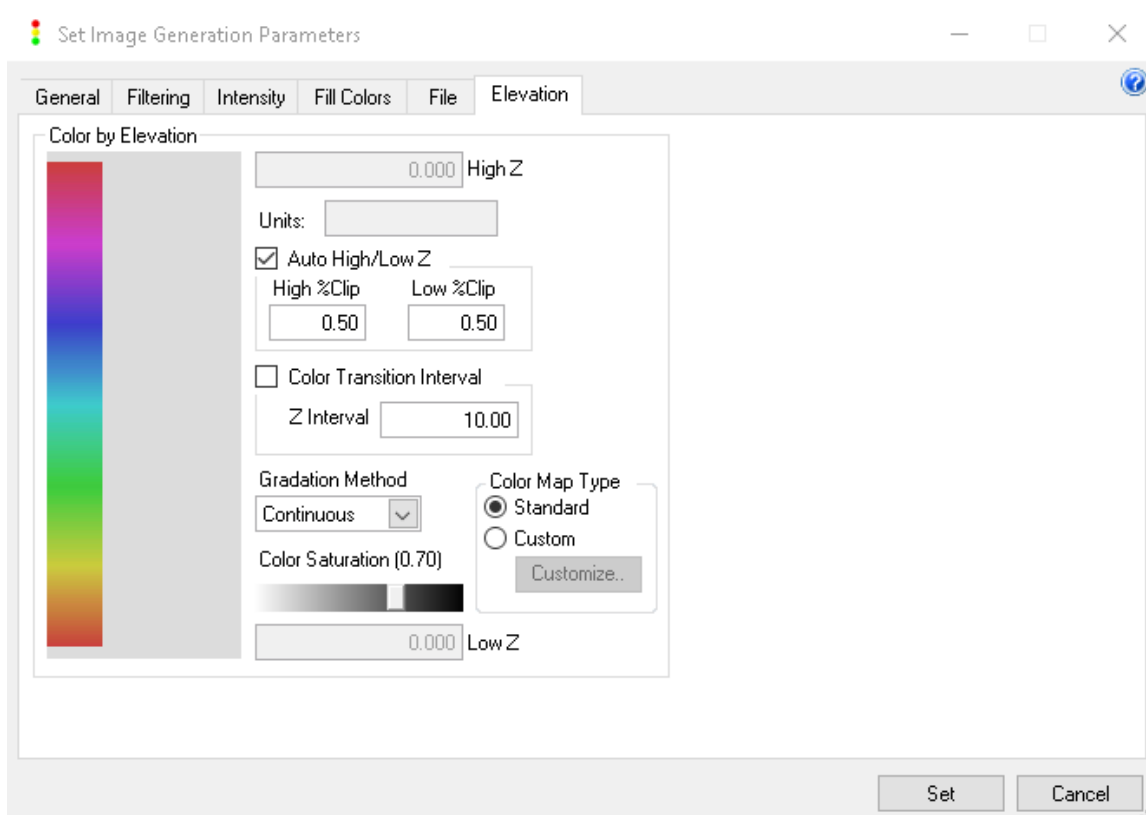 Set Image Generation Parameters
General Filtering Intensity Fill Colors File Elevation
Color by Elevation
0.000 High Z
Units:
Auto High/Low Z
High %Clip Low %Clip
0.50 0.50
Color Transition Interval
Z Interval 10.00
Gradation Method
Continuous
Color Map Type
Standard
Custom
Customize..
Color Saturation (0.70)
0.000 Low Z
Set Cancel